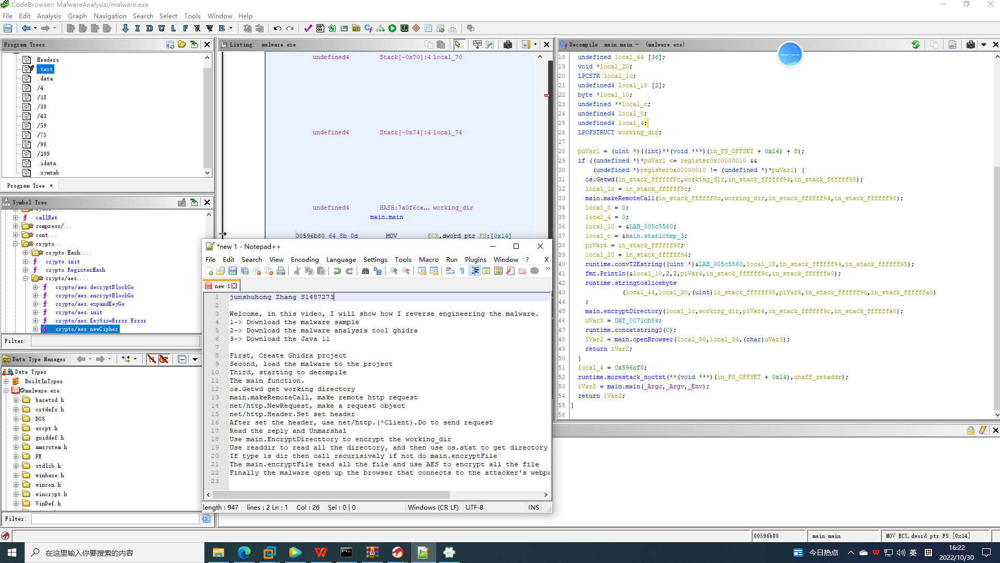 CodeBrowser: MalwareAnalysis:/malware.exe
File Edit Analysis Graph Navigation Search Select Tools Window Help
I D U L F R V B
Program Trees
Headers
.text
.data
/4
/18
/30
/43
/59
/75
/90
/109
.idata
.symtab
Program Tree ×
Symbol Tree
callRet
compress/...
cont...
crypto...
crypto.Hash....
crypto.init
crypto.RegisterHash
crypto/aes....
crypto/aes.decryptBlockGo
crypto/aes.encryptBlockGo
crypto/aes.expandKeyGo
crypto/aes.init
crypto/aes.KeySizeError.Error
crypto/aes.newCipher
Filter:
Data Type Manager
Data Types
BuiltInTypes
malware.exe
basetsd.h
crtdefs.h
DOS
excpt.h
guiddef.h
mmsystem.h
PE
stdlib.h
winbase.h
wincon.h
wincrypt.h
WinDef.h
Filter:
Listing: malware.exe
undefined4 Stack[-0x70]:4 local_70
undefined4 Stack[-0x74]:4 local_74
undefined4 HASH:7a0f6ca... working_dir
main.main
00596b80 64 8b 0d MOV ECX,dword ptr FS:[0x14]
Decompile: main.main - (malware.exe)
18 undefined local_44 [36];
19 void *local_20;
20 LPCSTR local_1c;
21 undefined4 local_18 [2];
22 byte *local_10;
23 undefined **local_c;
24 undefined4 local_8;
25 undefined4 local_4;
26 LPOFSTRUCT working_dir;
27
28 puVar1 = (uint *)((int)**(void ***)(in_FS_OFFSET + 0x14) + 8);
29 if ((undefined *)*puVar1 <= register0x00000010 &&
30 (undefined *)register0x00000010 != (undefined *)*puVar1) {
31 os.Getwd(in_stack_ffffff8c,working_dir,in_stack_ffffff94,in_stack_ffffff98);
32 local_1c = in_stack_ffffff8c;
33 main.makeRemoteCall(in_stack_ffffff8c,working_dir,in_stack_ffffff94,in_stack_ffffff98);
34 local_8 = 0;
35 local_4 = 0;
36 local_10 = &LAB_005c5560;
37 local_c = &main.statictmp_3;
38 piVar4 = in_stack_ffffff98;
39 local_20 = in_stack_ffffff94;
40 runtime.convT2Estring((uint *)&LAB_005c5560,local_18,in_stack_ffffff94,in_stack_ffffff98);
41 fmt.Println(&local_10,2,2,piVar4,in_stack_ffffff9c,in_stack_ffffffa0);
42 runtime.stringtoslicebyte
43 (local_44,local_20,(uint)in_stack_ffffff98,piVar4,in_stack_ffffff9c,in_stack_ffffffa0)
44 ;
45 main.encryptDirectory(local_1c,working_dir,piVar4,in_stack_ffffff9c,in_stack_ffffffa0);
46 uVar3 = DAT_0071cb84;
47 runtime.concatstring3(0);
48 iVar2 = main.openBrowser(local_58,local_54,(char)uVar3);
49 return iVar2;
50 }
51 local_4 = 0x596cf0;
52 runtime.morestack_noctxt(**(void ***)(in_FS_OFFSET + 0x14),unaff_retaddr);
53 iVar2 = main.main(_Argc,_Argv,_Env);
54 return iVar2;
55 }
56
*new 1 - Notepad++
File Edit Search View Encoding Language Settings Tools Macro Run Plugins Window ? X
new 1
1 junshuhong Zhang S1487273
2
3 Welcome, in this video, I will show how I reverse engineering the malware.
4 1-> Download the malware sample
5 2-> Download the malware analysis tool ghidra
6 3-> Download the Java 11
7
8 First, Create Ghidra project
9 Second, load the malware to the project
10 Third, starting to decompile
11 The main function.
12 os.Getwd get working directory
13 main.makeRemoteCall, make remote http request
14 net/http.NewRequest, make a request object
15 net/http.Header.Set set header
16 After set the header, use net/http.(*Client).Do to send request
17 Read the reply and Unmarshal
18 Use main.EncryptDirecttory to encrypt the working_dir
19 Use readdir to read all the directory, and then use os.stat to get directory
20 If type is dir then call recurisively if not do main.encryptFile
21 The main.encryptFile read all the file and use AES to encrypt all the file
22 Finally the malware open up the browser that connects to the attacker's webpa
23
length : 947 lines : 2 Ln : 1 Col : 26 Sel : 0 | 0 Windows (CR LF) UTF-8 INS
00596b80 main.main MOV ECX,dword ptr FS:[0x14]
在这里输入你要搜索的内容
今日热点
英
拼
16:22
2022/10/30